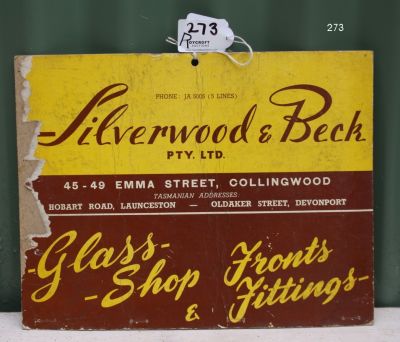 273
273
ROYCROFT
PHONE: JA 5005 (5 LINES)
Silverwood & Beck
PTY. LTD.
45-49 EMMA STREET, COLLINGWOOD
TASMANIAN ADDRESSES
HOBART ROAD, LAUNCESTON — OLDAKER STREET, DEVONPORT
-Glass-
-Shop
&
Fronts
Fittings-